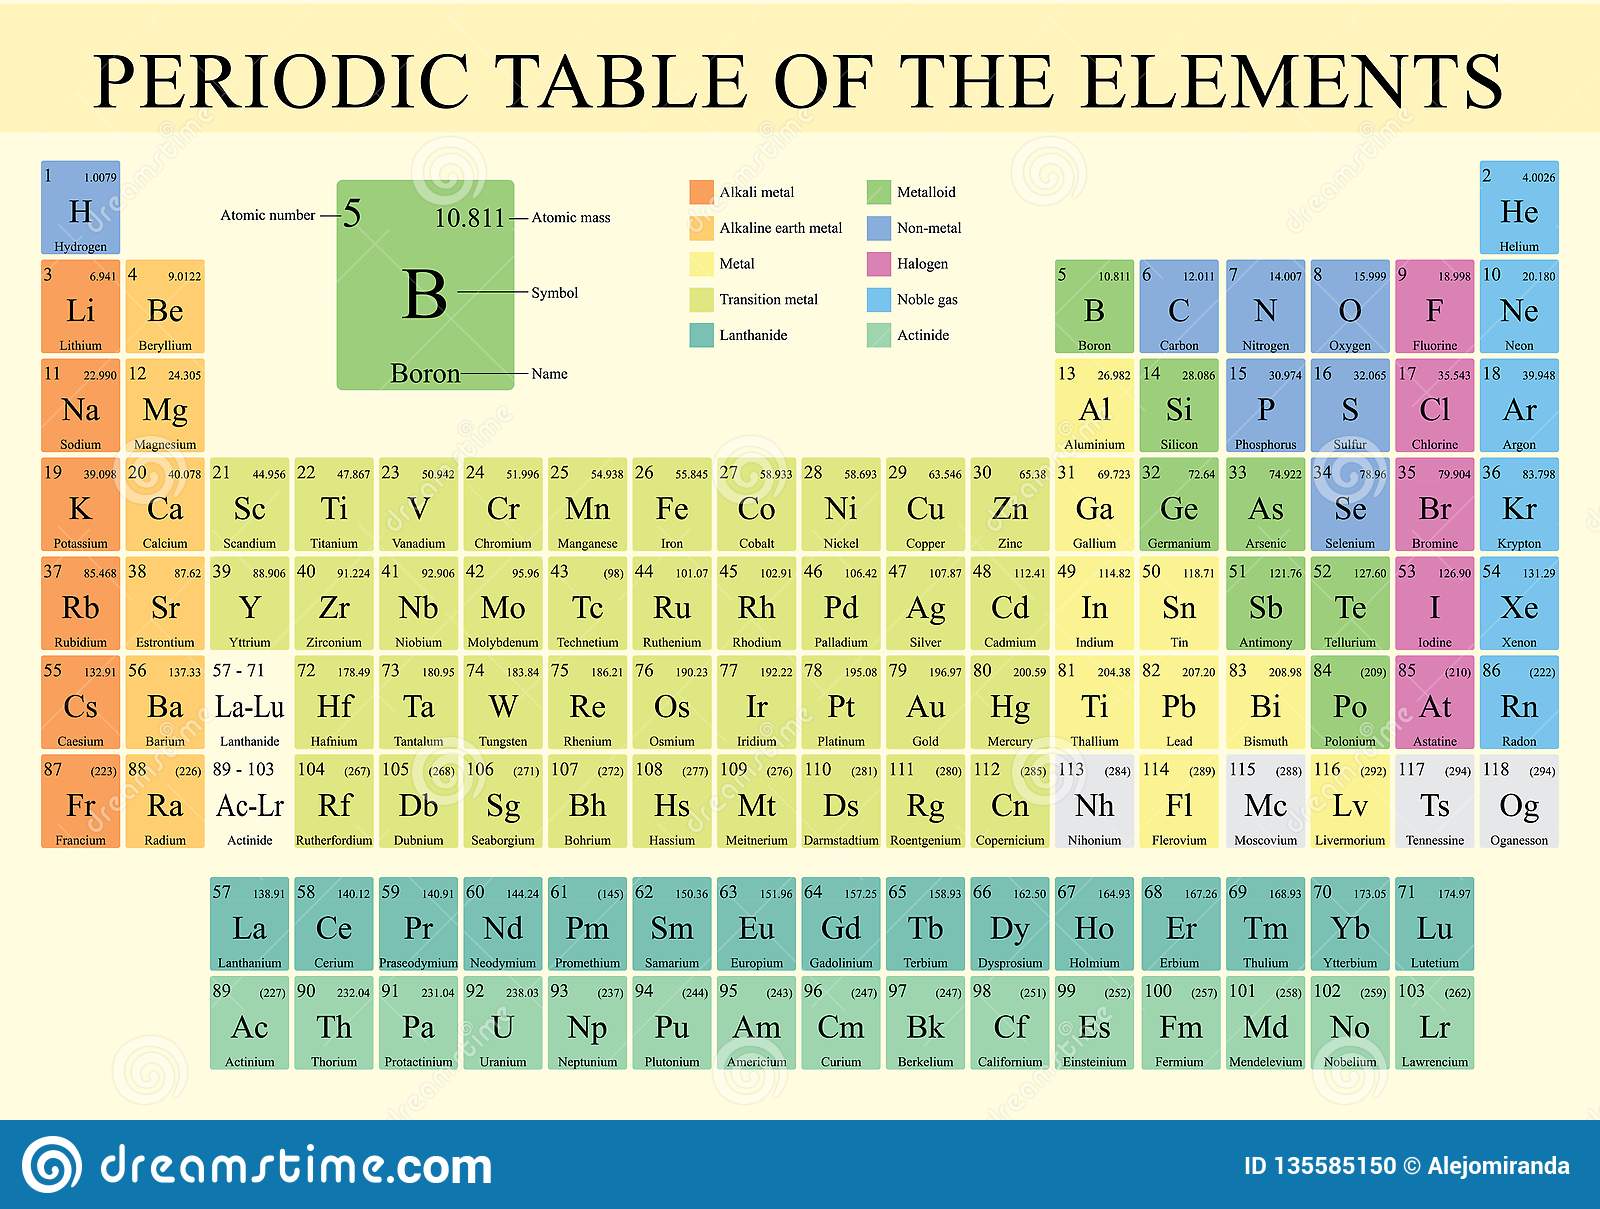 PERIODIC TABLE OF THE ELEMENTS
1 1.0079 2 4.0026
H He
Hydrogen Helium
Atomic number 5 10.811 Atomic mass
B Symbol
Boron Name
Alkali metal Metalloid
Alkaline earth metal Non-metal
Metal Halogen
Transition metal Noble gas
Lanthanide Actinide
3 6.941 4 9.0122 5 10.811 6 12.011 7 14.007 8 15.999 9 18.998 10 20.180
Li Be B C N O F Ne
Lithium Beryllium Boron Carbon Nitrogen Oxygen Fluorine Neon
11 22.990 12 24.305 13 26.982 14 28.086 15 30.974 16 32.065 17 35.543 18 39.948
Na Mg Al Si P S Cl Ar
Sodium Magnesium Aluminium Silicon Phosphorus Sulfur Chlorine Argon
19 39.098 20 40.078 21 44.956 22 47.867 23 50.942 24 51.996 25 54.938 26 55.845 27 58.933 28 58.693 29 63.546 30 65.38 31 69.723 32 72.64 33 74.922 34 78.96 35 79.904 36 83.798
K Ca Sc Ti V Cr Mn Fe Co Ni Cu Zn Ga Ge As Se Br Kr
Potassium Calcium Scandium Titanium Vanadium Chromium Manganese Iron Cobalt Nickel Copper Zinc Gallium Germanium Arsenic Selenium Bromine Krypton
37 85.468 38 87.62 39 88.906 40 91.224 41 92.906 42 95.96 43 (98) 44 101.07 45 102.91 46 106.42 47 107.87 48 112.41 49 114.82 50 118.71 51 121.76 52 127.60 53 126.90 54 131.29
Rb Sr Y Zr Nb Mo Tc Ru Rh Pd Ag Cd In Sn Sb Te I Xe
Rubidium Estrontium Yttrium Zirconium Niobium Molybdenum Technetium Ruthenium Rhodium Palladium Silver Cadmium Indium Tin Antimony Tellurium Iodine Xenon
55 132.91 56 137.33 57 - 71 72 178.49 73 180.95 74 183.84 75 186.21 76 190.23 77 192.22 78 195.08 79 196.97 80 200.59 81 204.38 82 207.20 83 208.98 84 (209) 85 (210) 86 (222)
Cs Ba La-Lu Hf Ta W Re Os Ir Pt Au Hg Ti Pb Bi Po At Rn
Caesium Barium Lanthanide Hafnium Tantalum Tungsten Rhenium Osmium Iridium Platinum Gold Mercury Thallium Lead Bismuth Polonium Astatine Radon
87 (223) 88 (226) 89 - 103 104 (267) 105 (268) 106 (271) 107 (272) 108 (277) 109 (276) 110 (281) 111 (280) 112 (285) 113 (284) 114 (289) 115 (288) 116 (292) 117 (294) 118 (294)
Fr Ra Ac-Lr Rf Db Sg Bh Hs Mt Ds Rg Cn Nh Fl Mc Lv Ts Og
Francium Radium Actinide Rutherfordium Dubnium Seaborgium Bohrium Hassium Meitnerium Darmstadtium Roentgenium Copernicium Nihonium Flerovium Moscovium Livermorium Tennessine Oganesson
57 138.91 58 140.12 59 140.91 60 144.24 61 (145) 62 150.36 63 151.96 64 157.25 65 158.93 66 162.50 67 164.93 68 167.26 69 168.93 70 173.05 71 174.97
La Ce Pr Nd Pm Sm Eu Gd Tb Dy Ho Er Tm Yb Lu
Lanthanium Cerium Praseodymium Neodymium Promethium Samarium Europium Gadolinium Terbium Dysprosium Holmium Erbium Thulium Ytterbium Lutetium
89 (227) 90 232.04 91 231.04 92 238.03 93 (237) 94 (244) 95 (243) 96 (247) 97 (247) 98 (251) 99 (252) 100 (257) 101 (258) 102 (259) 103 (262)
Ac Th Pa U Np Pu Am Cm Bk Cf Es Fm Md No Lr
Actinium Thorium Protactinium Uranium Neptunium Plutonium Americium Curium Berkelium Californium Einsteinium Fermium Mendelevium Nobelium Lawrencium
dreamstime.com ID 135585150 © Alejomiranda